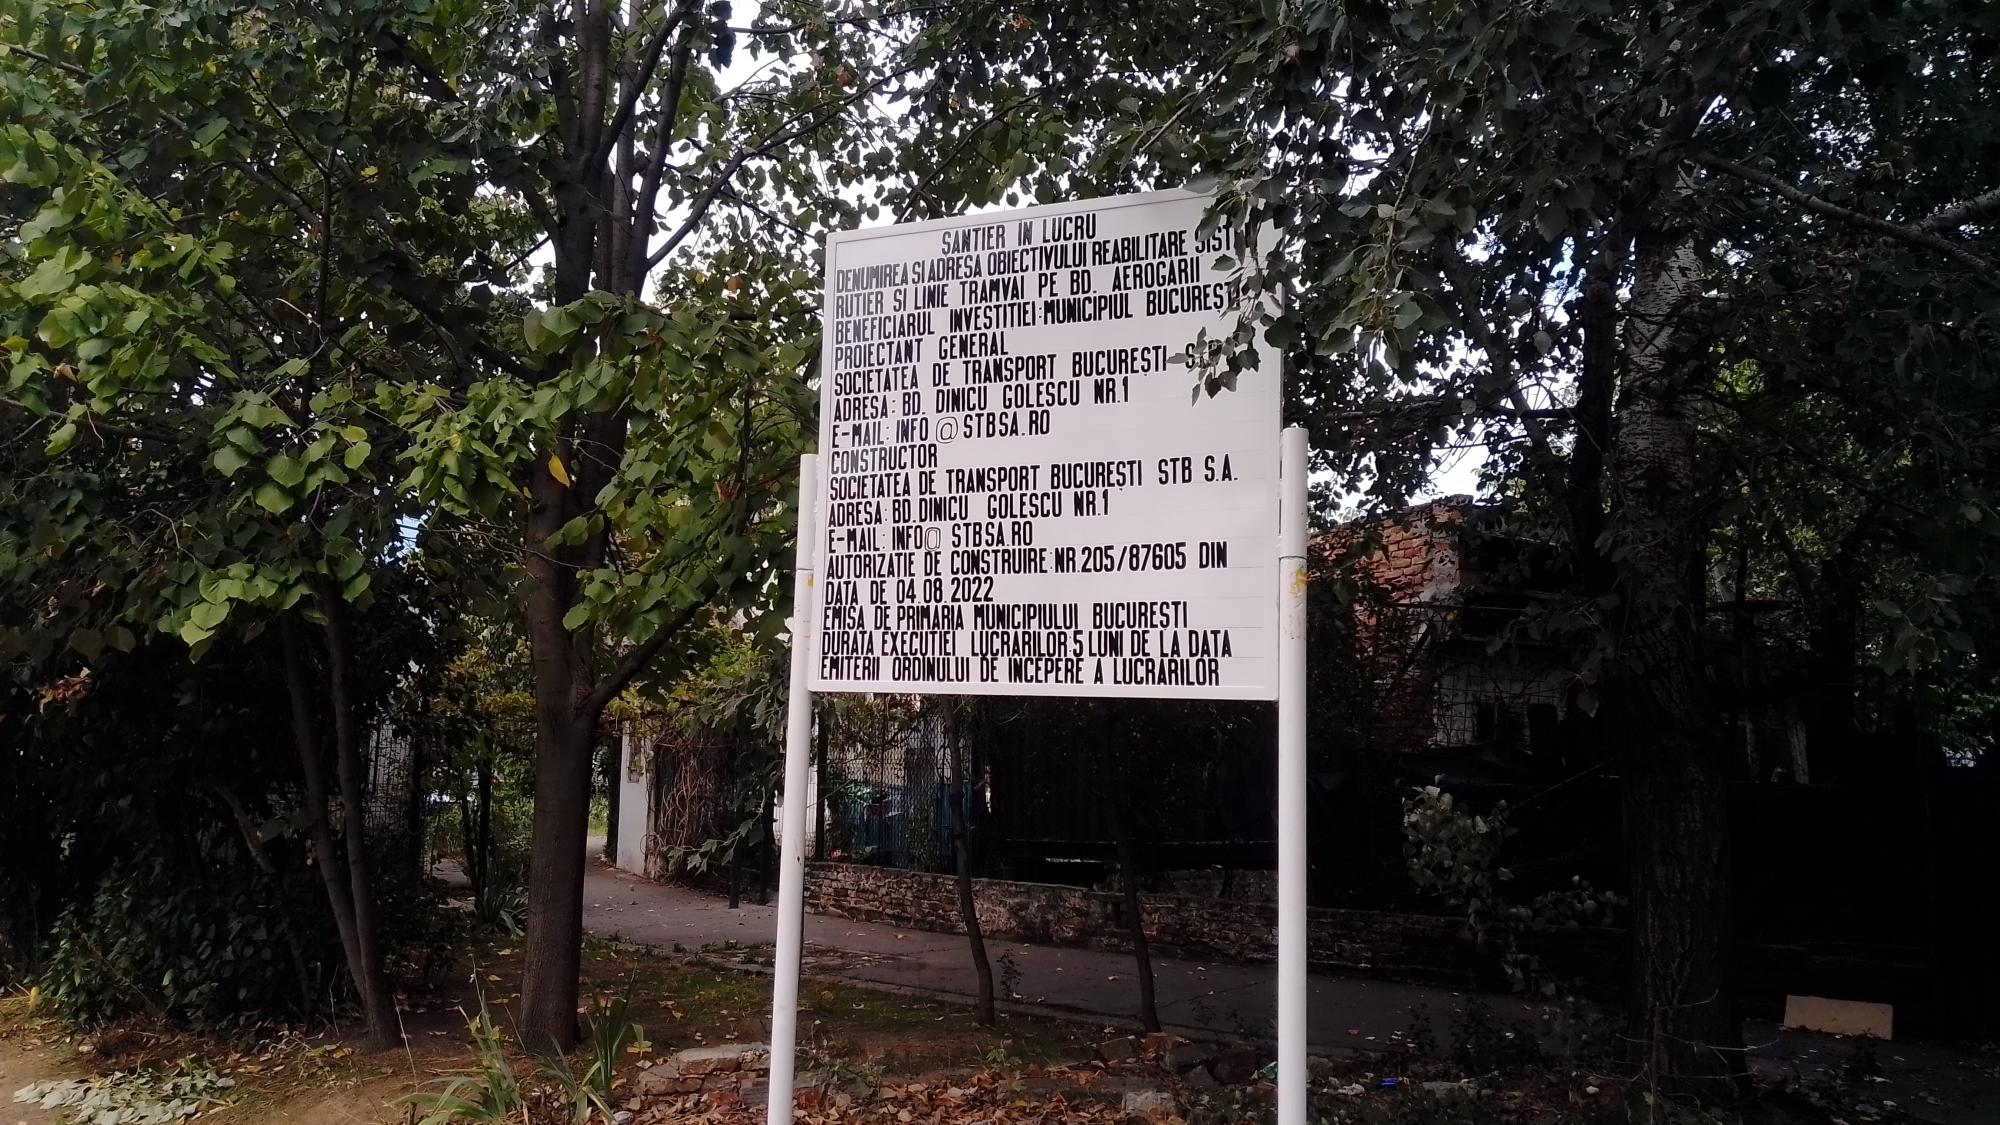 ȘANTIER IN LUCRU
DENUMIREA SI ADRESA OBIECTIVULUI REABILITARE
RUTIER SI LINIE TRAMVAI PE BD. AEROGĂRII
BENEFICIARUL INVESTIȚIEI: MUNICIPIUL
PROIECTANT GENERAL
SOCIETATEA DE TRANSPORT BUCUREȘTI
ADRESA: BD. DINICU GOLESCU NR.1
E-MAIL: INFO @STBSA.RO
CONSTRUCTOR
SOCIETATEA DE TRANSPORT BUCUREȘTI STB S.A.
ADRESA: BD.DINICU GOLESCU NR.1
E-MAIL: INFO@ STBSA.RO
AUTORIZATIE DE CONSTRUIRE:NR.205/87605 DIN
DATA DE 04.08.2022
EMISA DE PRIMARIA MUNICIPIULUI BUCURESTI
DURATA EXECUTIEI LUCRARILOR:5 LUNI DE LA DATA
EMITERII ORDINULUI DE INCEPERE A LUCRARILOR